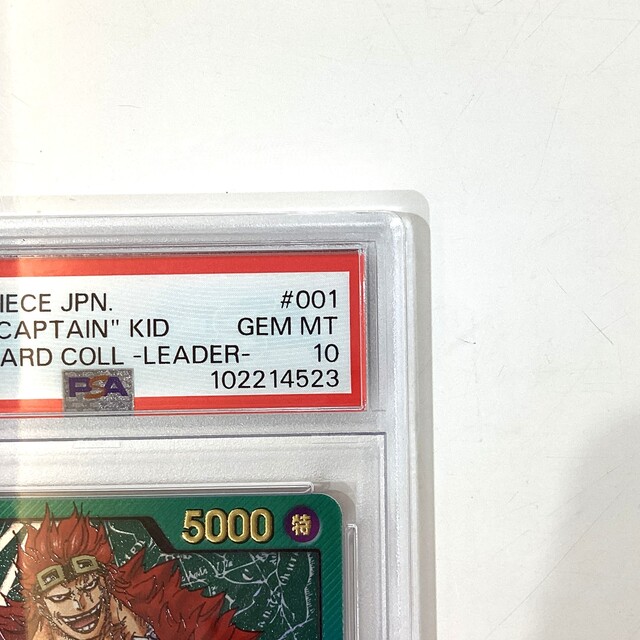 IECE JPN. #001
CAPTAIN" KID GEM MT
ARD COLL -LEADER- 10
102214523
PSA
5000 特